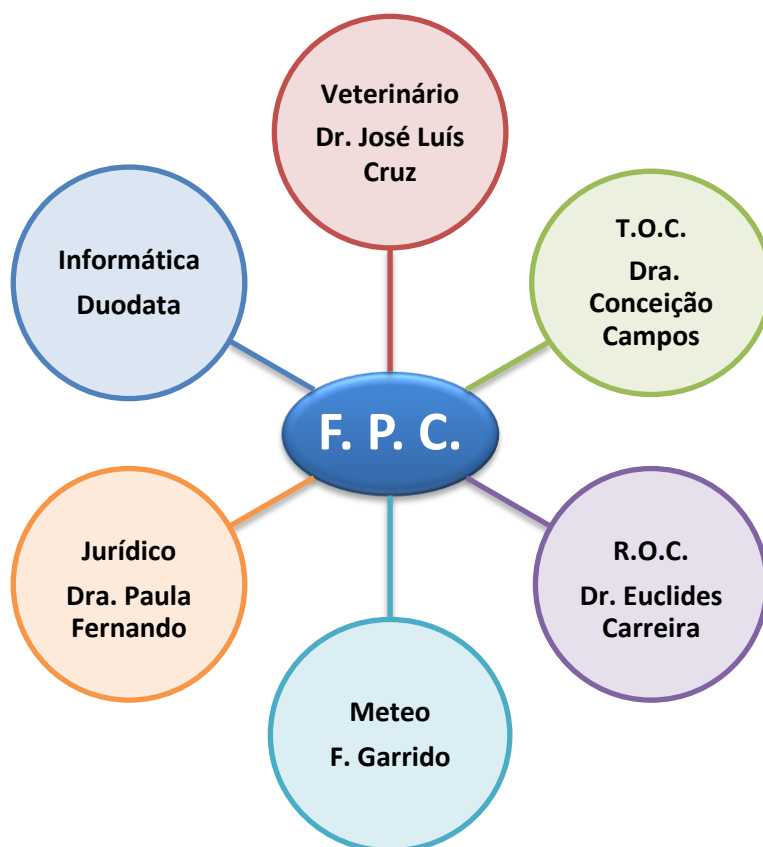 Veterinário
Dr. José Luís
Cruz
Informática
Duodata
T.O.C.
Dra.
Conceição
Campos
F. P. C.
Jurídico
Dra. Paula
Fernando
R.O.C.
Dr. Euclides
Carreira
Meteo
F. Garrido